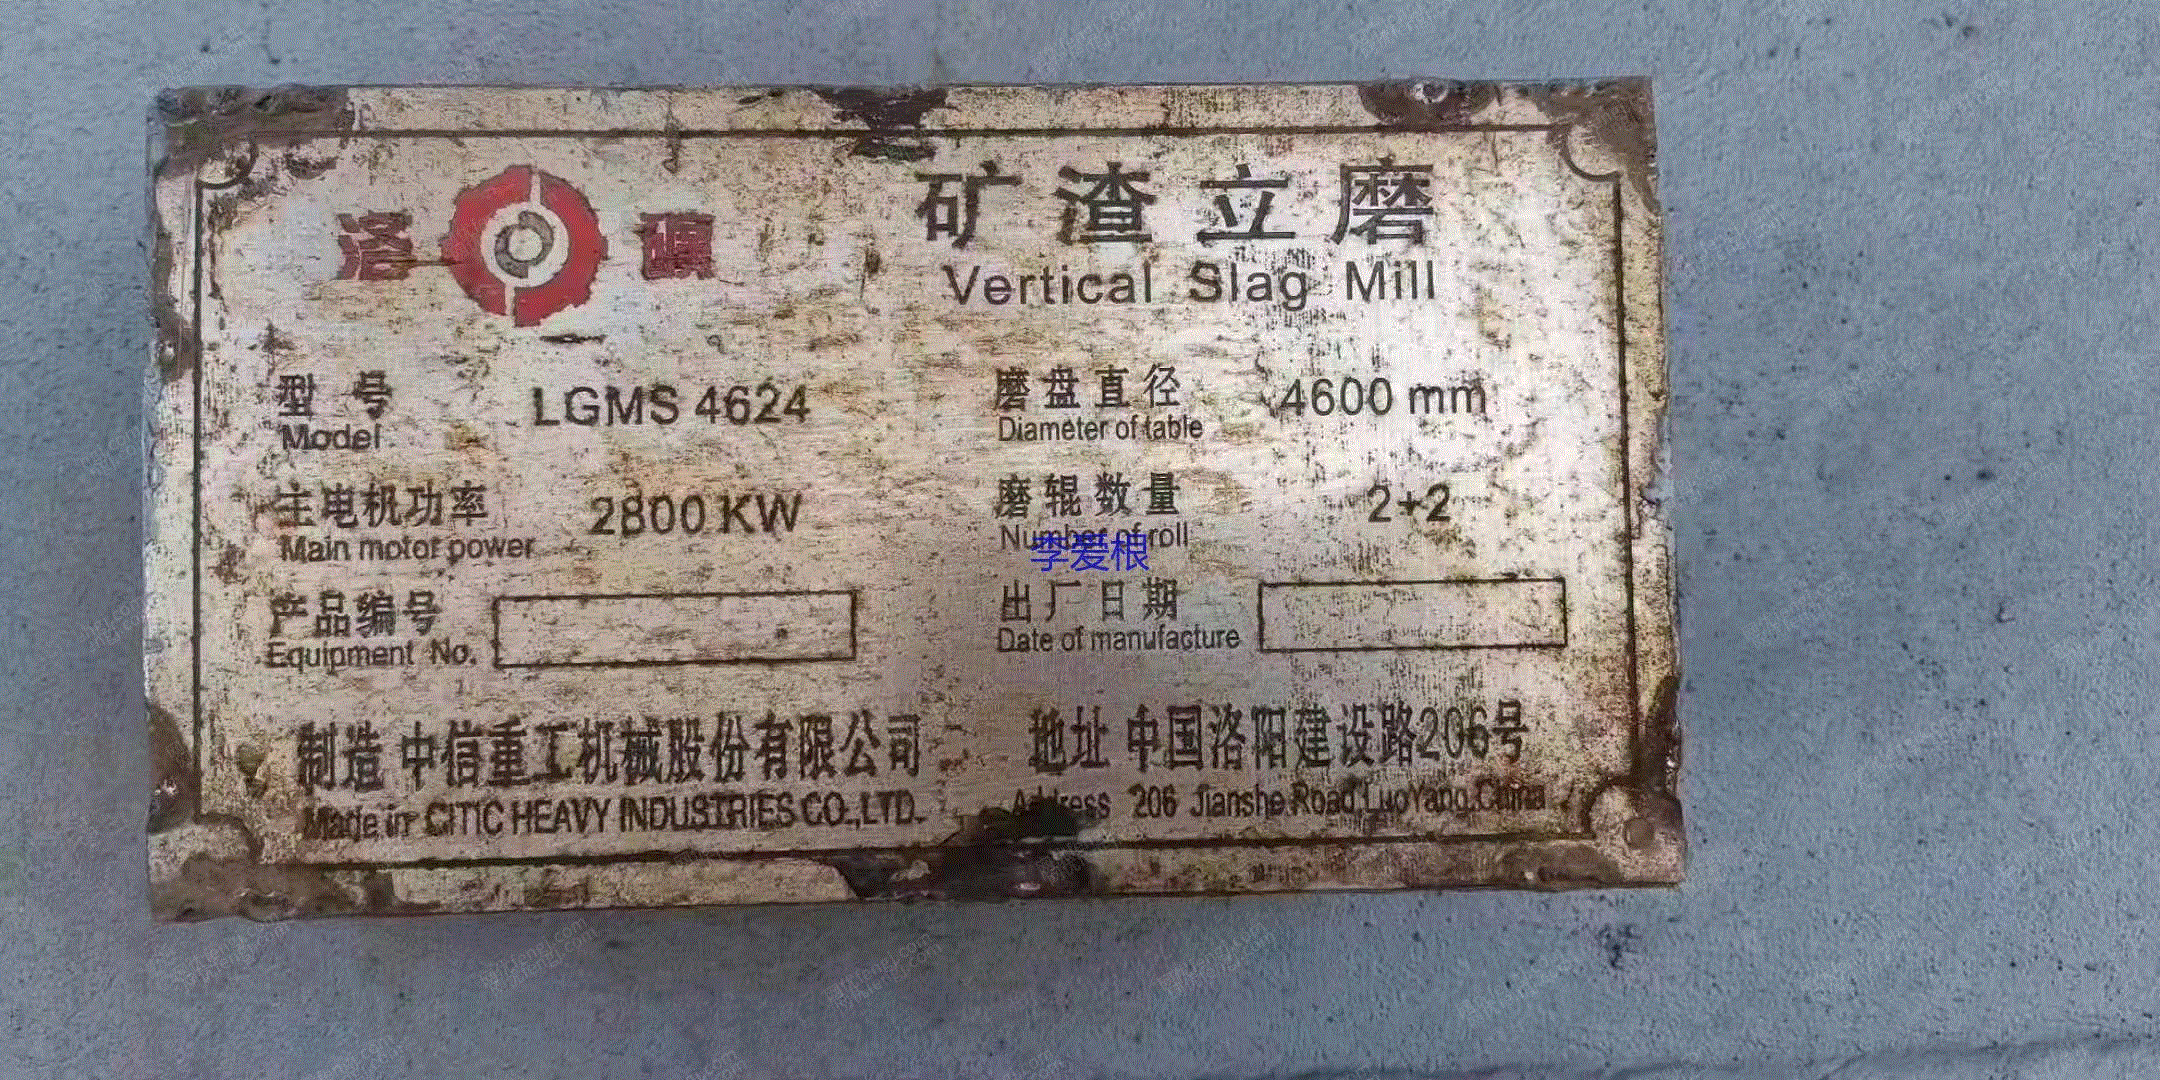 洛 矿
矿渣立磨
Vertical Slag Mill
型号 LGMS 4624
Model
磨盘直径 4600 mm
Diameter of table
主电机功率 2800 KW
Main motor power
磨辊数量 2+2
Number of roll
李爱根
产品编号
Equipment No.
出厂日期
Date of manufacture
制造 中信重工机械股份有限公司
Made in CITIC HEAVY INDUSTRIES CO.,LTD.
地址 中国洛阳建设路206号
Address 206 Jianshe.Road,LuoYang.China